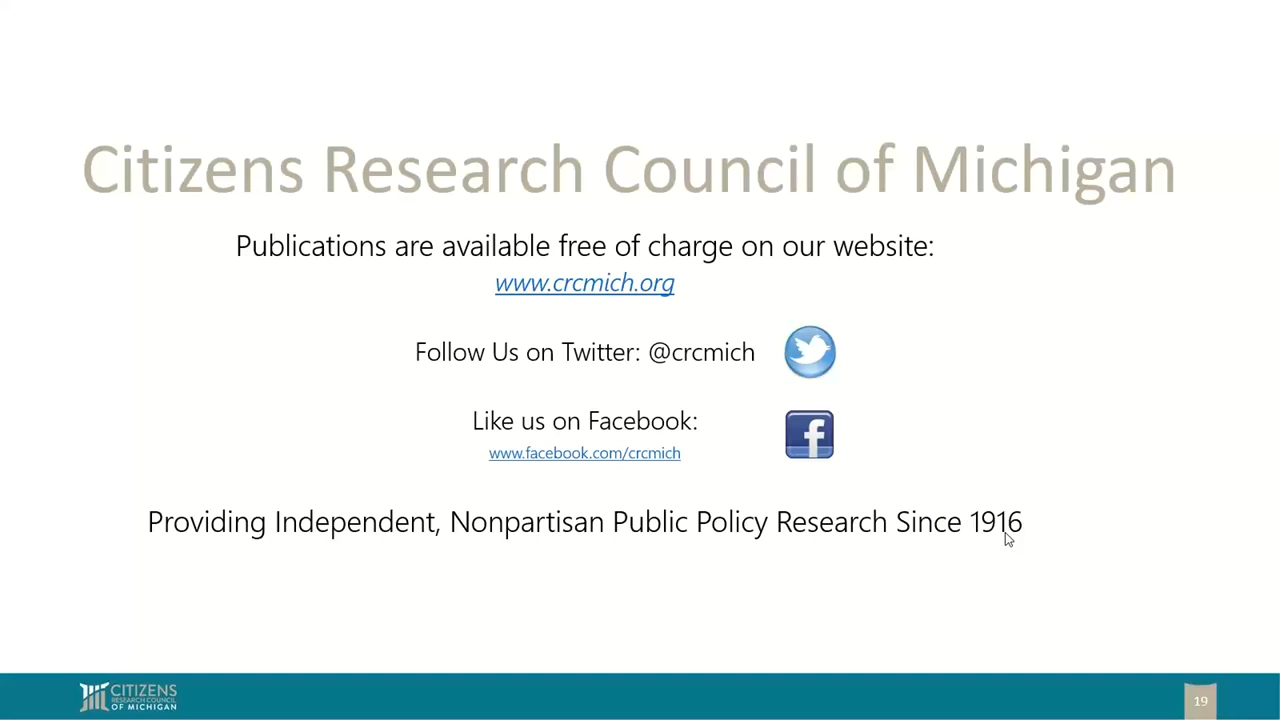 Citizens Research Council of Michigan
Publications are available free of charge on our website:
www.crcmich.org
Follow Us on Twitter: @crcmich
Like us on Facebook:
www.facebook.com/crcmich
Providing Independent, Nonpartisan Public Policy Research Since 1916
CITIZENS
RESEARCH COUNCIL
OF MICHIGAN
19